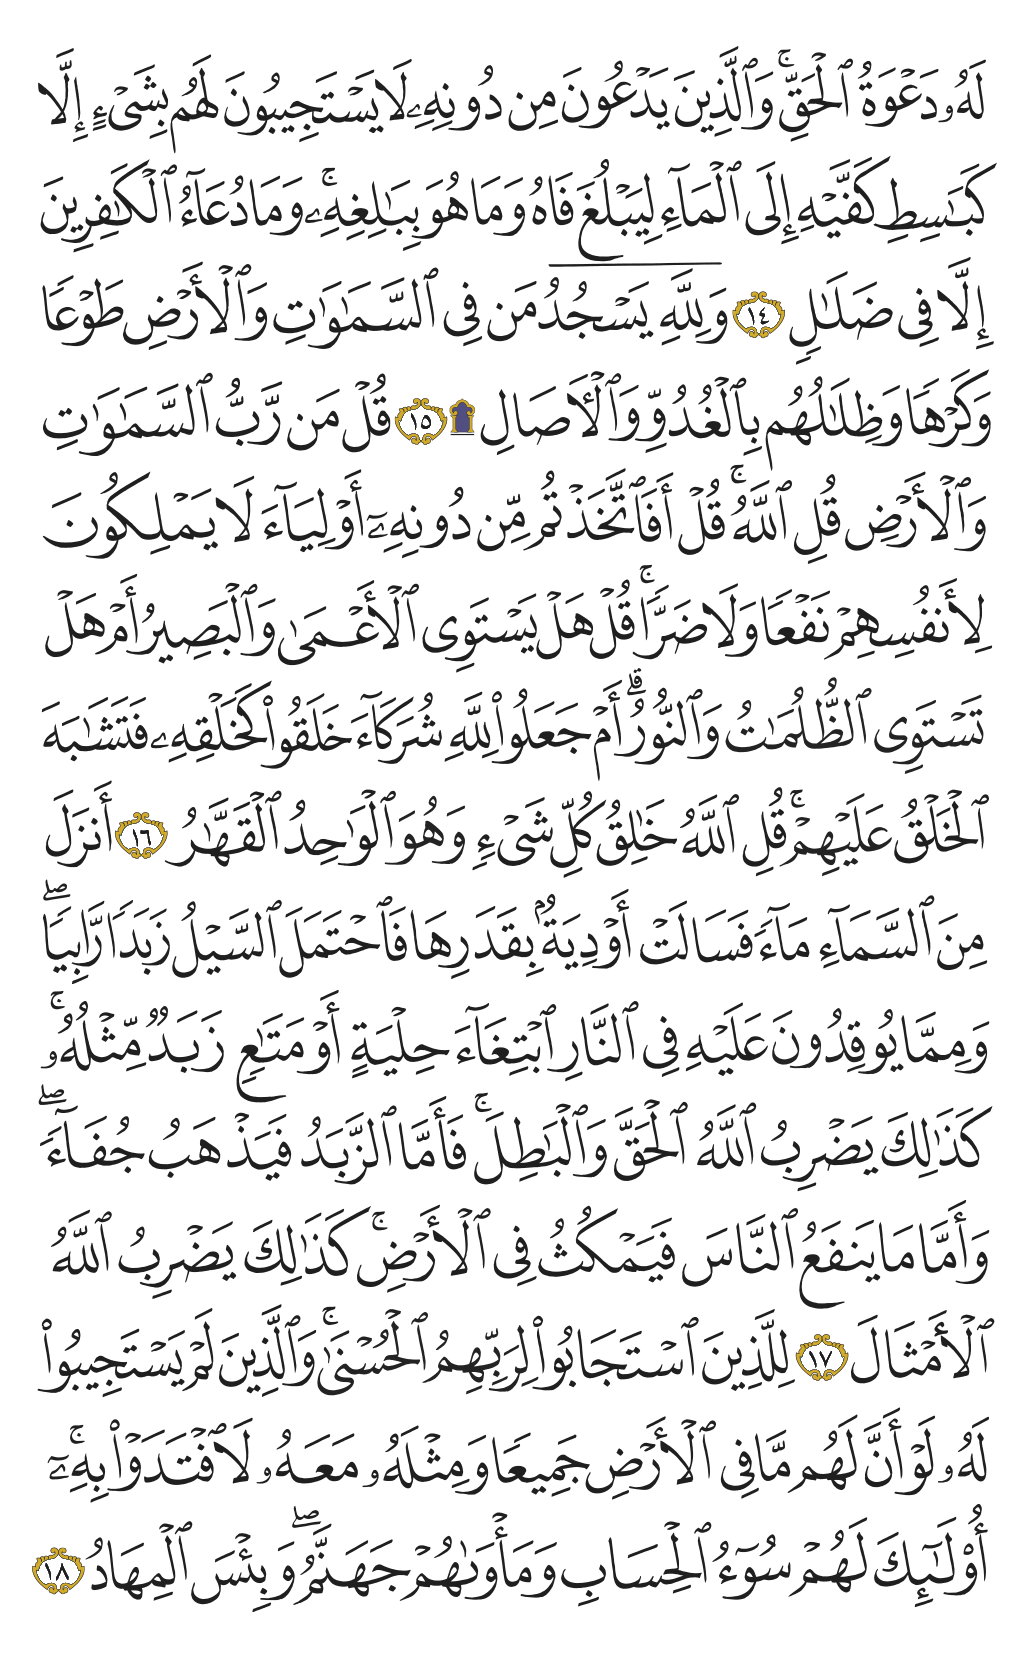 لَهُۥ دَعۡوَةُ ٱلۡحَقِّۚ وَٱلَّذِينَ يَدۡعُونَ مِن دُونِهِۦ لَا يَسۡتَجِيبُونَ لَهُم بِشَيۡءٍ إِلَّا
كَبَٰسِطِ كَفَّيۡهِ إِلَى ٱلۡمَآءِ لِيَبۡلُغَ فَاهُ وَمَا هُوَ بِبَٰلِغِهِۦۚ وَمَا دُعَآءُ ٱلۡكَٰفِرِينَ
إِلَّا فِي ضَلَٰلٖ ١٤ وَلِلَّهِۤ يَسۡجُدُۤ مَن فِي ٱلسَّمَٰوَٰتِ وَٱلۡأَرۡضِ طَوۡعٗا
وَكَرۡهٗا وَظِلَٰلُهُم بِٱلۡغُدُوِّ وَٱلۡأٓصَالِ ۩ ١٥ قُلۡ مَن رَّبُّ ٱلسَّمَٰوَٰتِ
وَٱلۡأَرۡضِ قُلِ ٱللَّهُۚ قُلۡ أَفَٱتَّخَذۡتُم مِّن دُونِهِۦٓ أَوۡلِيَآءَ لَا يَمۡلِكُونَ
لِأَنفُسِهِمۡ نَفۡعٗا وَلَا ضَرّٗاۚ قُلۡ هَلۡ يَسۡتَوِي ٱلۡأَعۡمَىٰ وَٱلۡبَصِيرُ أَمۡ هَلۡ
تَسۡتَوِي ٱلظُّلُمَٰتُ وَٱلنُّورُۗ أَمۡ جَعَلُواْ لِلَّهِ شُرَكَآءَ خَلَقُواْ كَخَلۡقِهِۦ فَتَشَٰبَهَ
ٱلۡخَلۡقُ عَلَيۡهِمۡۚ قُلِ ٱللَّهُ خَٰلِقُ كُلِّ شَيۡءٖ وَهُوَ ٱلۡوَٰحِدُ ٱلۡقَهَّٰرُ ١٦ أَنزَلَ
مِنَ ٱلسَّمَآءِ مَآءٗ فَسَالَتۡ أَوۡدِيَةُۢ بِقَدَرِهَا فَٱحۡتَمَلَ ٱلسَّيۡلُ زَبَدٗا رَّابِيٗاۖ
وَمِمَّا يُوقِدُونَ عَلَيۡهِ فِي ٱلنَّارِ ٱبۡتِغَآءَ حِلۡيَةٍ أَوۡ مَتَٰعٖ زَبَدٞ مِّثۡلُهُۥۚ
كَذَٰلِكَ يَضۡرِبُ ٱللَّهُ ٱلۡحَقَّ وَٱلۡبَٰطِلَۚ فَأَمَّا ٱلزَّبَدُ فَيَذۡهَبُ جُفَآءٗۖ
وَأَمَّا مَا يَنفَعُ ٱلنَّاسَ فَيَمۡكُثُ فِي ٱلۡأَرۡضِۚ كَذَٰلِكَ يَضۡرِبُ ٱللَّهُ
ٱلۡأَمۡثَالَ ١٧ لِلَّذِينَ ٱسۡتَجَابُواْ لِرَبِّهِمُ ٱلۡحُسۡنَىٰۚ وَٱلَّذِينَ لَمۡ يَسۡتَجِيبُواْ
لَهُۥ لَوۡ أَنَّ لَهُم مَّا فِي ٱلۡأَرۡضِ جَمِيعٗا وَمِثۡلَهُۥ مَعَهُۥ لَٱفۡتَدَوۡاْ بِهِۦٓۚ
أُوْلَٰٓئِكَ لَهُمۡ سُوٓءُ ٱلۡحِسَابِ وَمَأۡوَىٰهُمۡ جَهَنَّمُۖ وَبِئۡسَ ٱلۡمِهَادُ ١٨